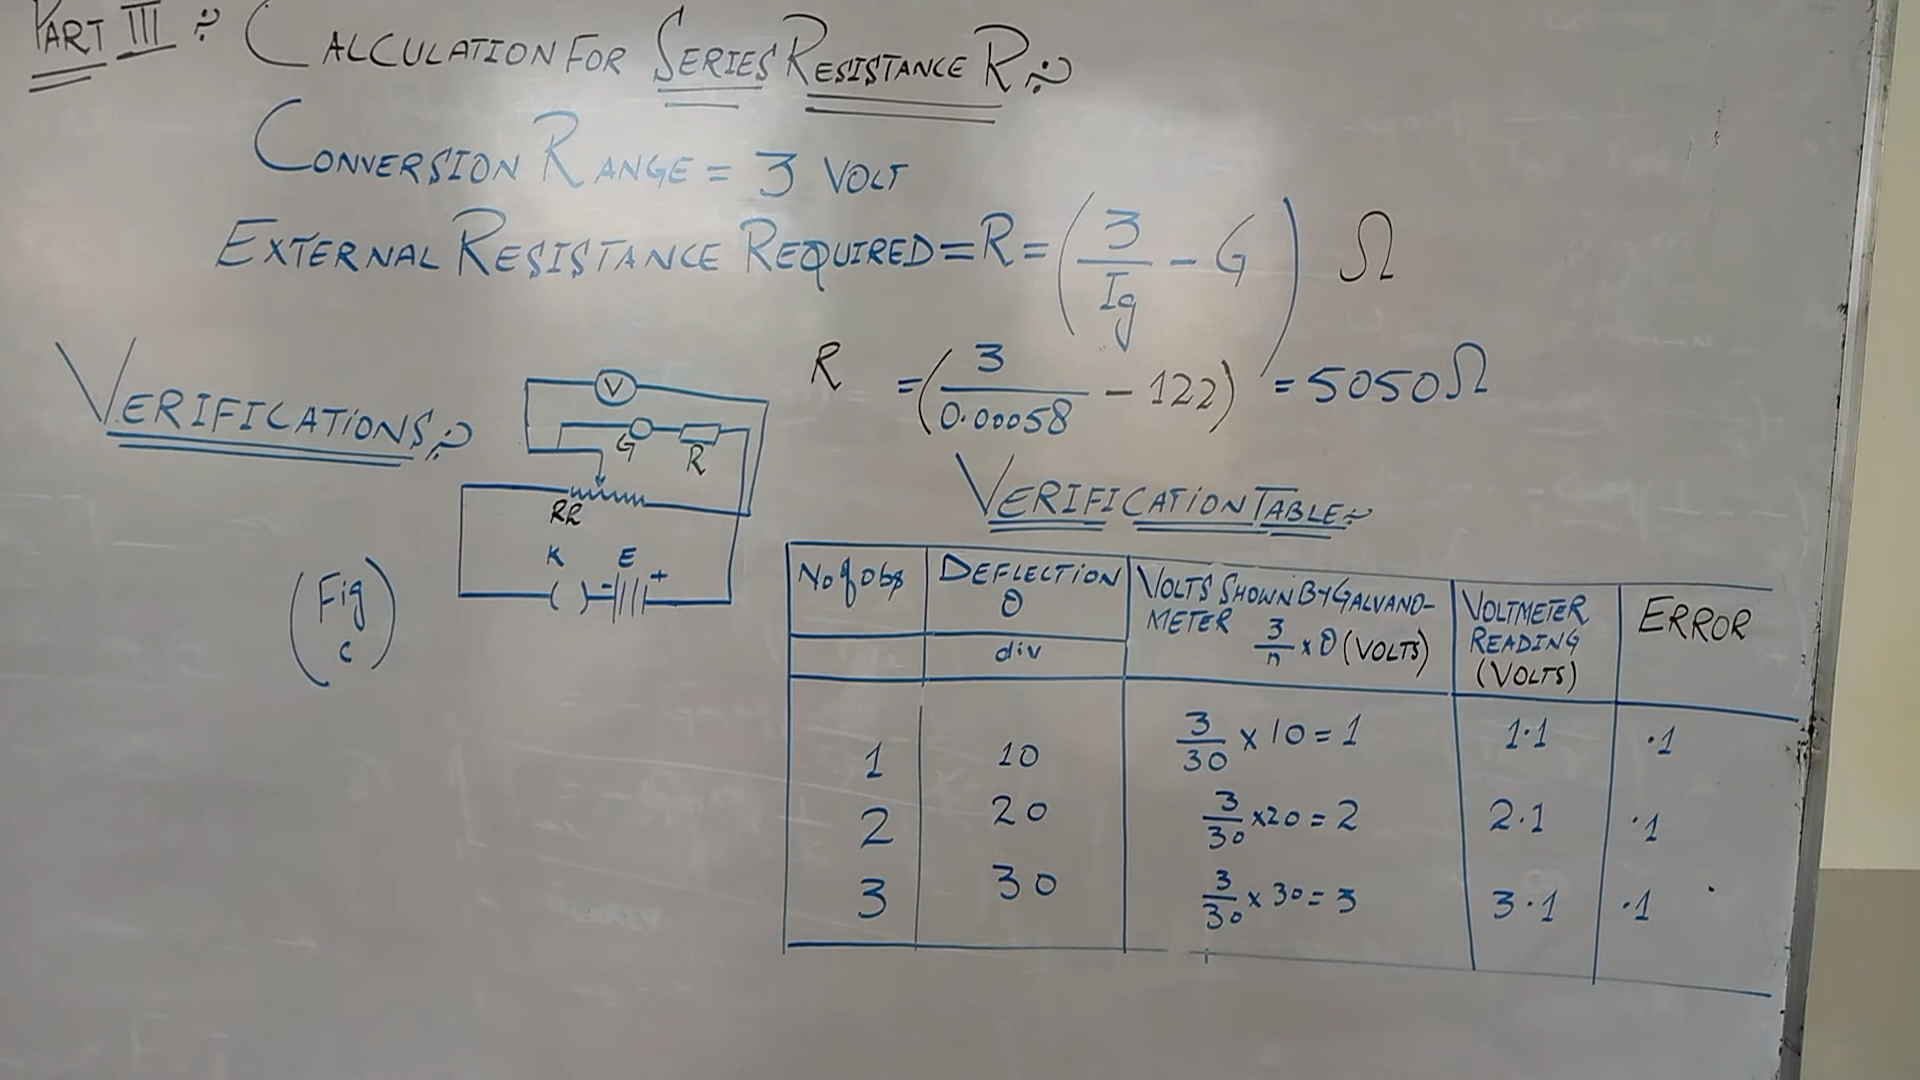 PART III :~ CALCULATION FOR SERIES RESISTANCE R :~
CONVERSION RANGE = 3 VOLT
EXTERNAL RESISTANCE REQUIRED = R = (3/Ig - G) Ω
R = (3/0.00058 - 122) = 5050 Ω
VERIFICATIONS :~
V
G R
RR
K E
- +
(Fig c)
VERIFICATION TABLE :~
No of obs | DEFLECTION θ | VOLTS SHOWN BY GALVANO-METER 3/n x θ (VOLTS) | VOLTMETER READING (VOLTS) | ERROR
div
1 | 10 | 3/30 x 10 = 1 | 1.1 | .1
2 | 20 | 3/30 x 20 = 2 | 2.1 | .1
3 | 30 | 3/30 x 30 = 3 | 3.1 | .1